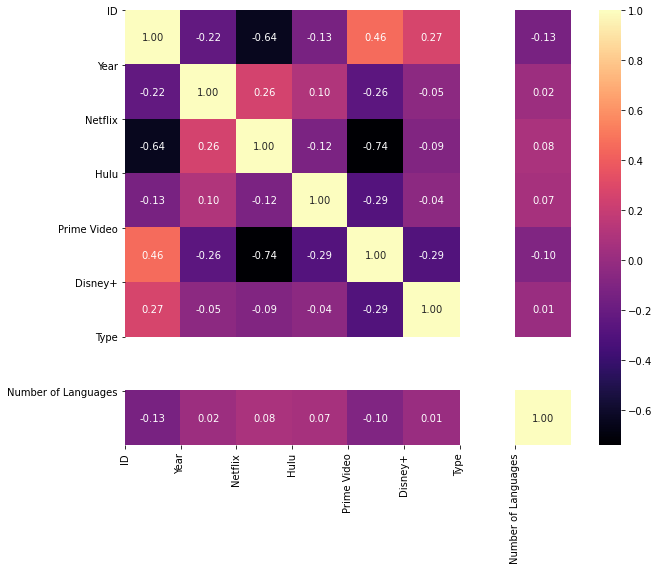 ID 1.00 -0.22 -0.64 -0.13 0.46 0.27 -0.13
Year -0.22 1.00 0.26 0.10 -0.26 -0.05 0.02
Netflix -0.64 0.26 1.00 -0.12 -0.74 -0.09 0.08
Hulu -0.13 0.10 -0.12 1.00 -0.29 -0.04 0.07
Prime Video 0.46 -0.26 -0.74 -0.29 1.00 -0.29 -0.10
Disney+ 0.27 -0.05 -0.09 -0.04 -0.29 1.00 0.01
Type
Number of Languages -0.13 0.02 0.08 0.07 -0.10 0.01 1.00
ID
Year
Netflix
Hulu
Prime Video
Disney+
Type
Number of Languages
1.0
0.8
0.6
0.4
0.2
0.0
−0.2
−0.4
−0.6